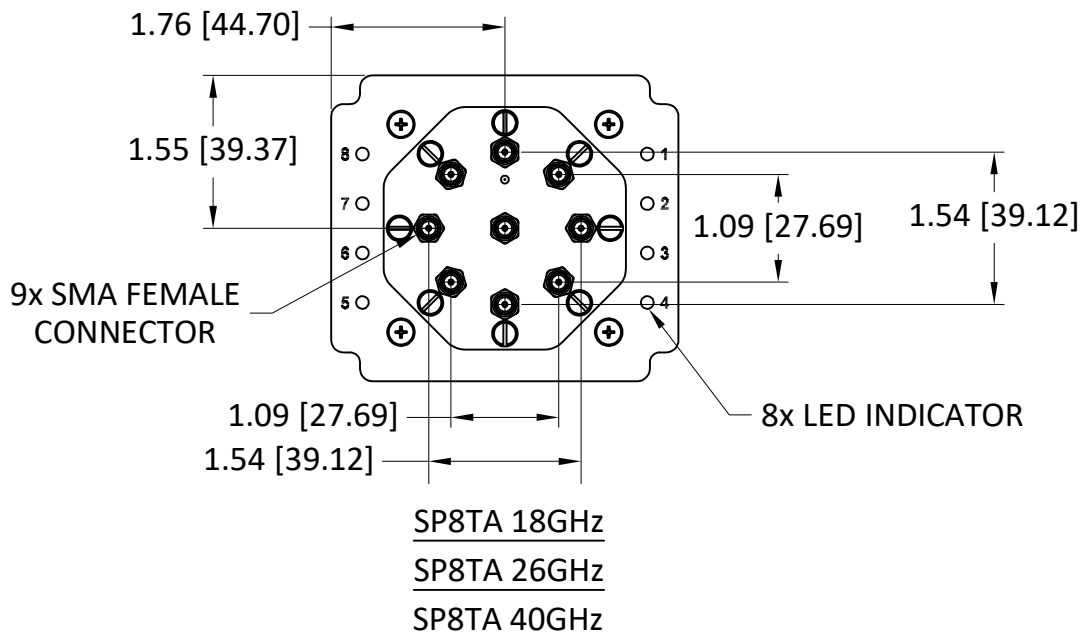 1.76 [44.70]
1.55 [39.37]
8
1
7
2
1.09 [27.69]
1.54 [39.12]
6
3
9x SMA FEMALE
CONNECTOR
5
4
1.09 [27.69]
8x LED INDICATOR
1.54 [39.12]
SP8TA 18GHz
SP8TA 26GHz
SP8TA 40GHz